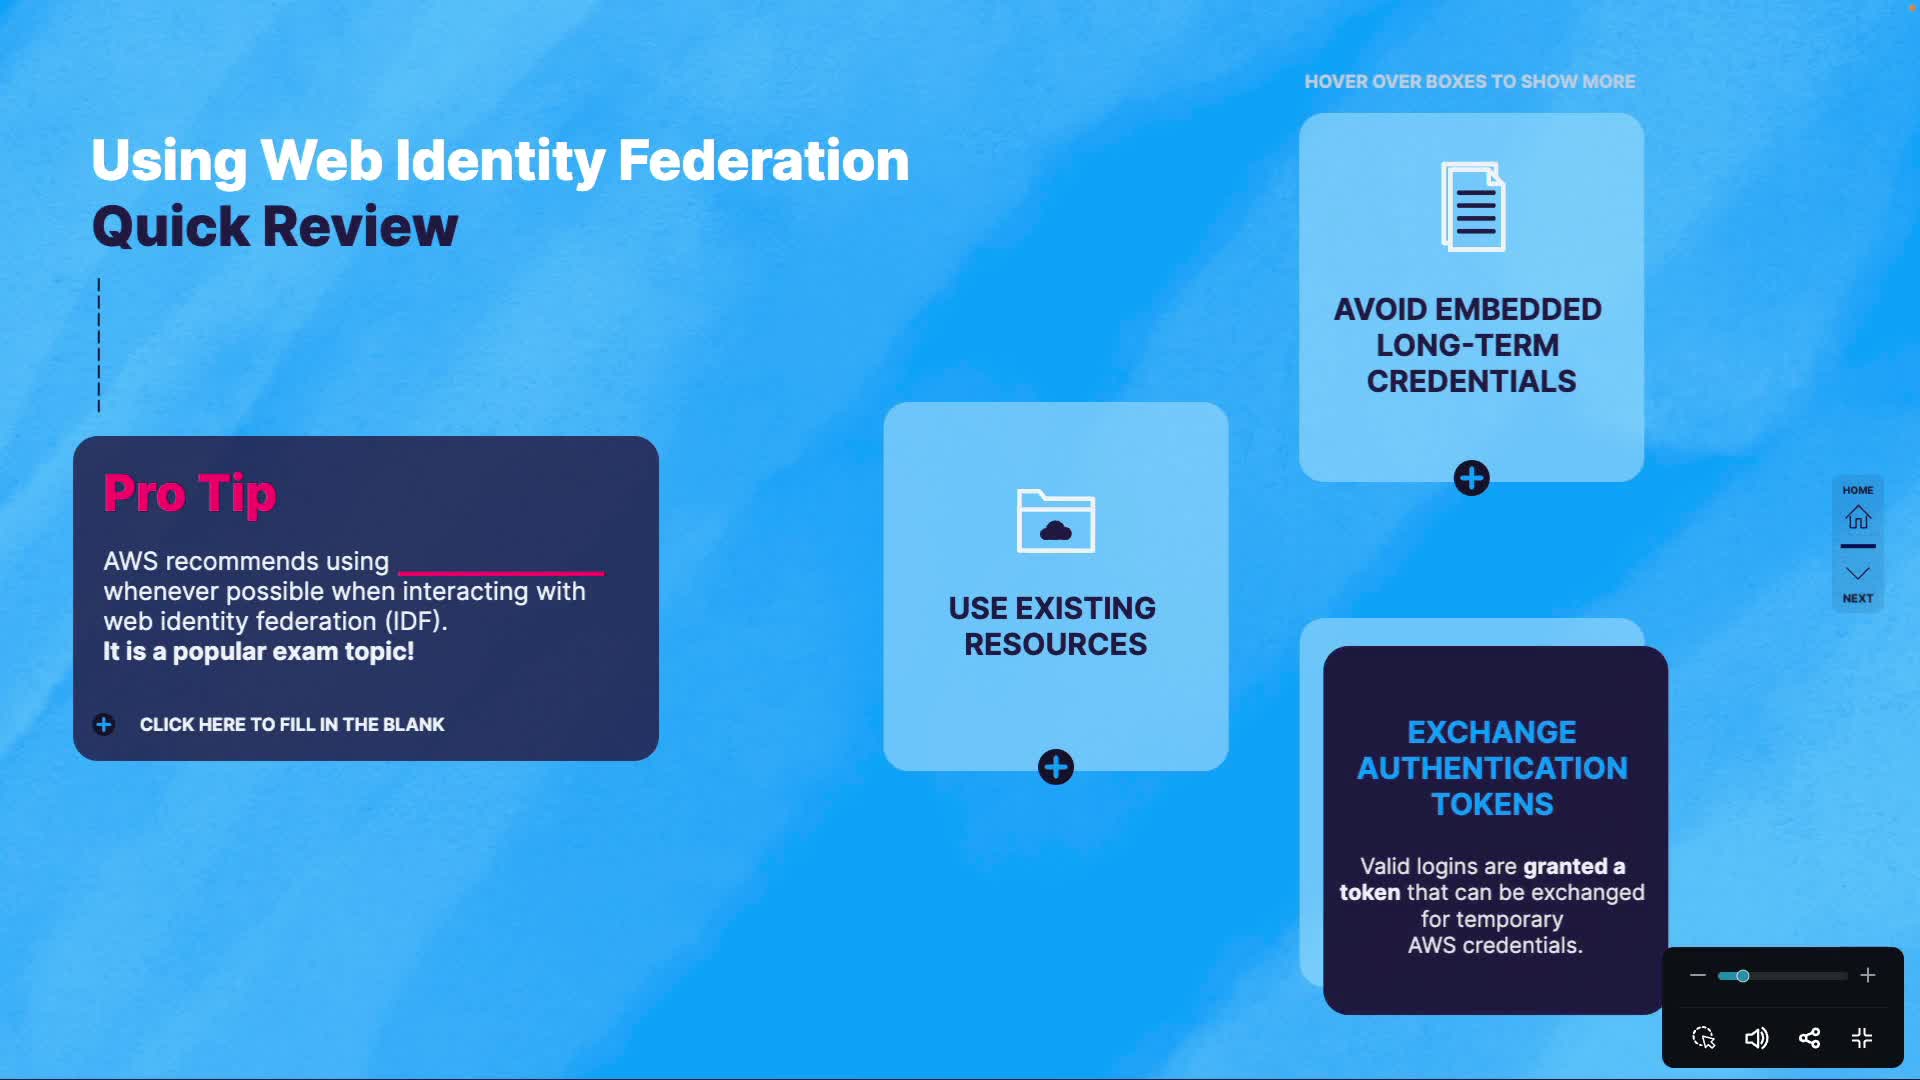 Using Web Identity Federation
Quick Review
Pro Tip
AWS recommends using
whenever possible when interacting with
web identity federation (IDF).
It is a popular exam topic!
CLICK HERE TO FILL IN THE BLANK
USE EXISTING
RESOURCES
HOVER OVER BOXES TO SHOW MORE
AVOID EMBEDDED
LONG-TERM
CREDENTIALS
EXCHANGE
AUTHENTICATION
TOKENS
Valid logins are granted a
token that can be exchanged
for temporary
AWS credentials.
HOME
NEXT